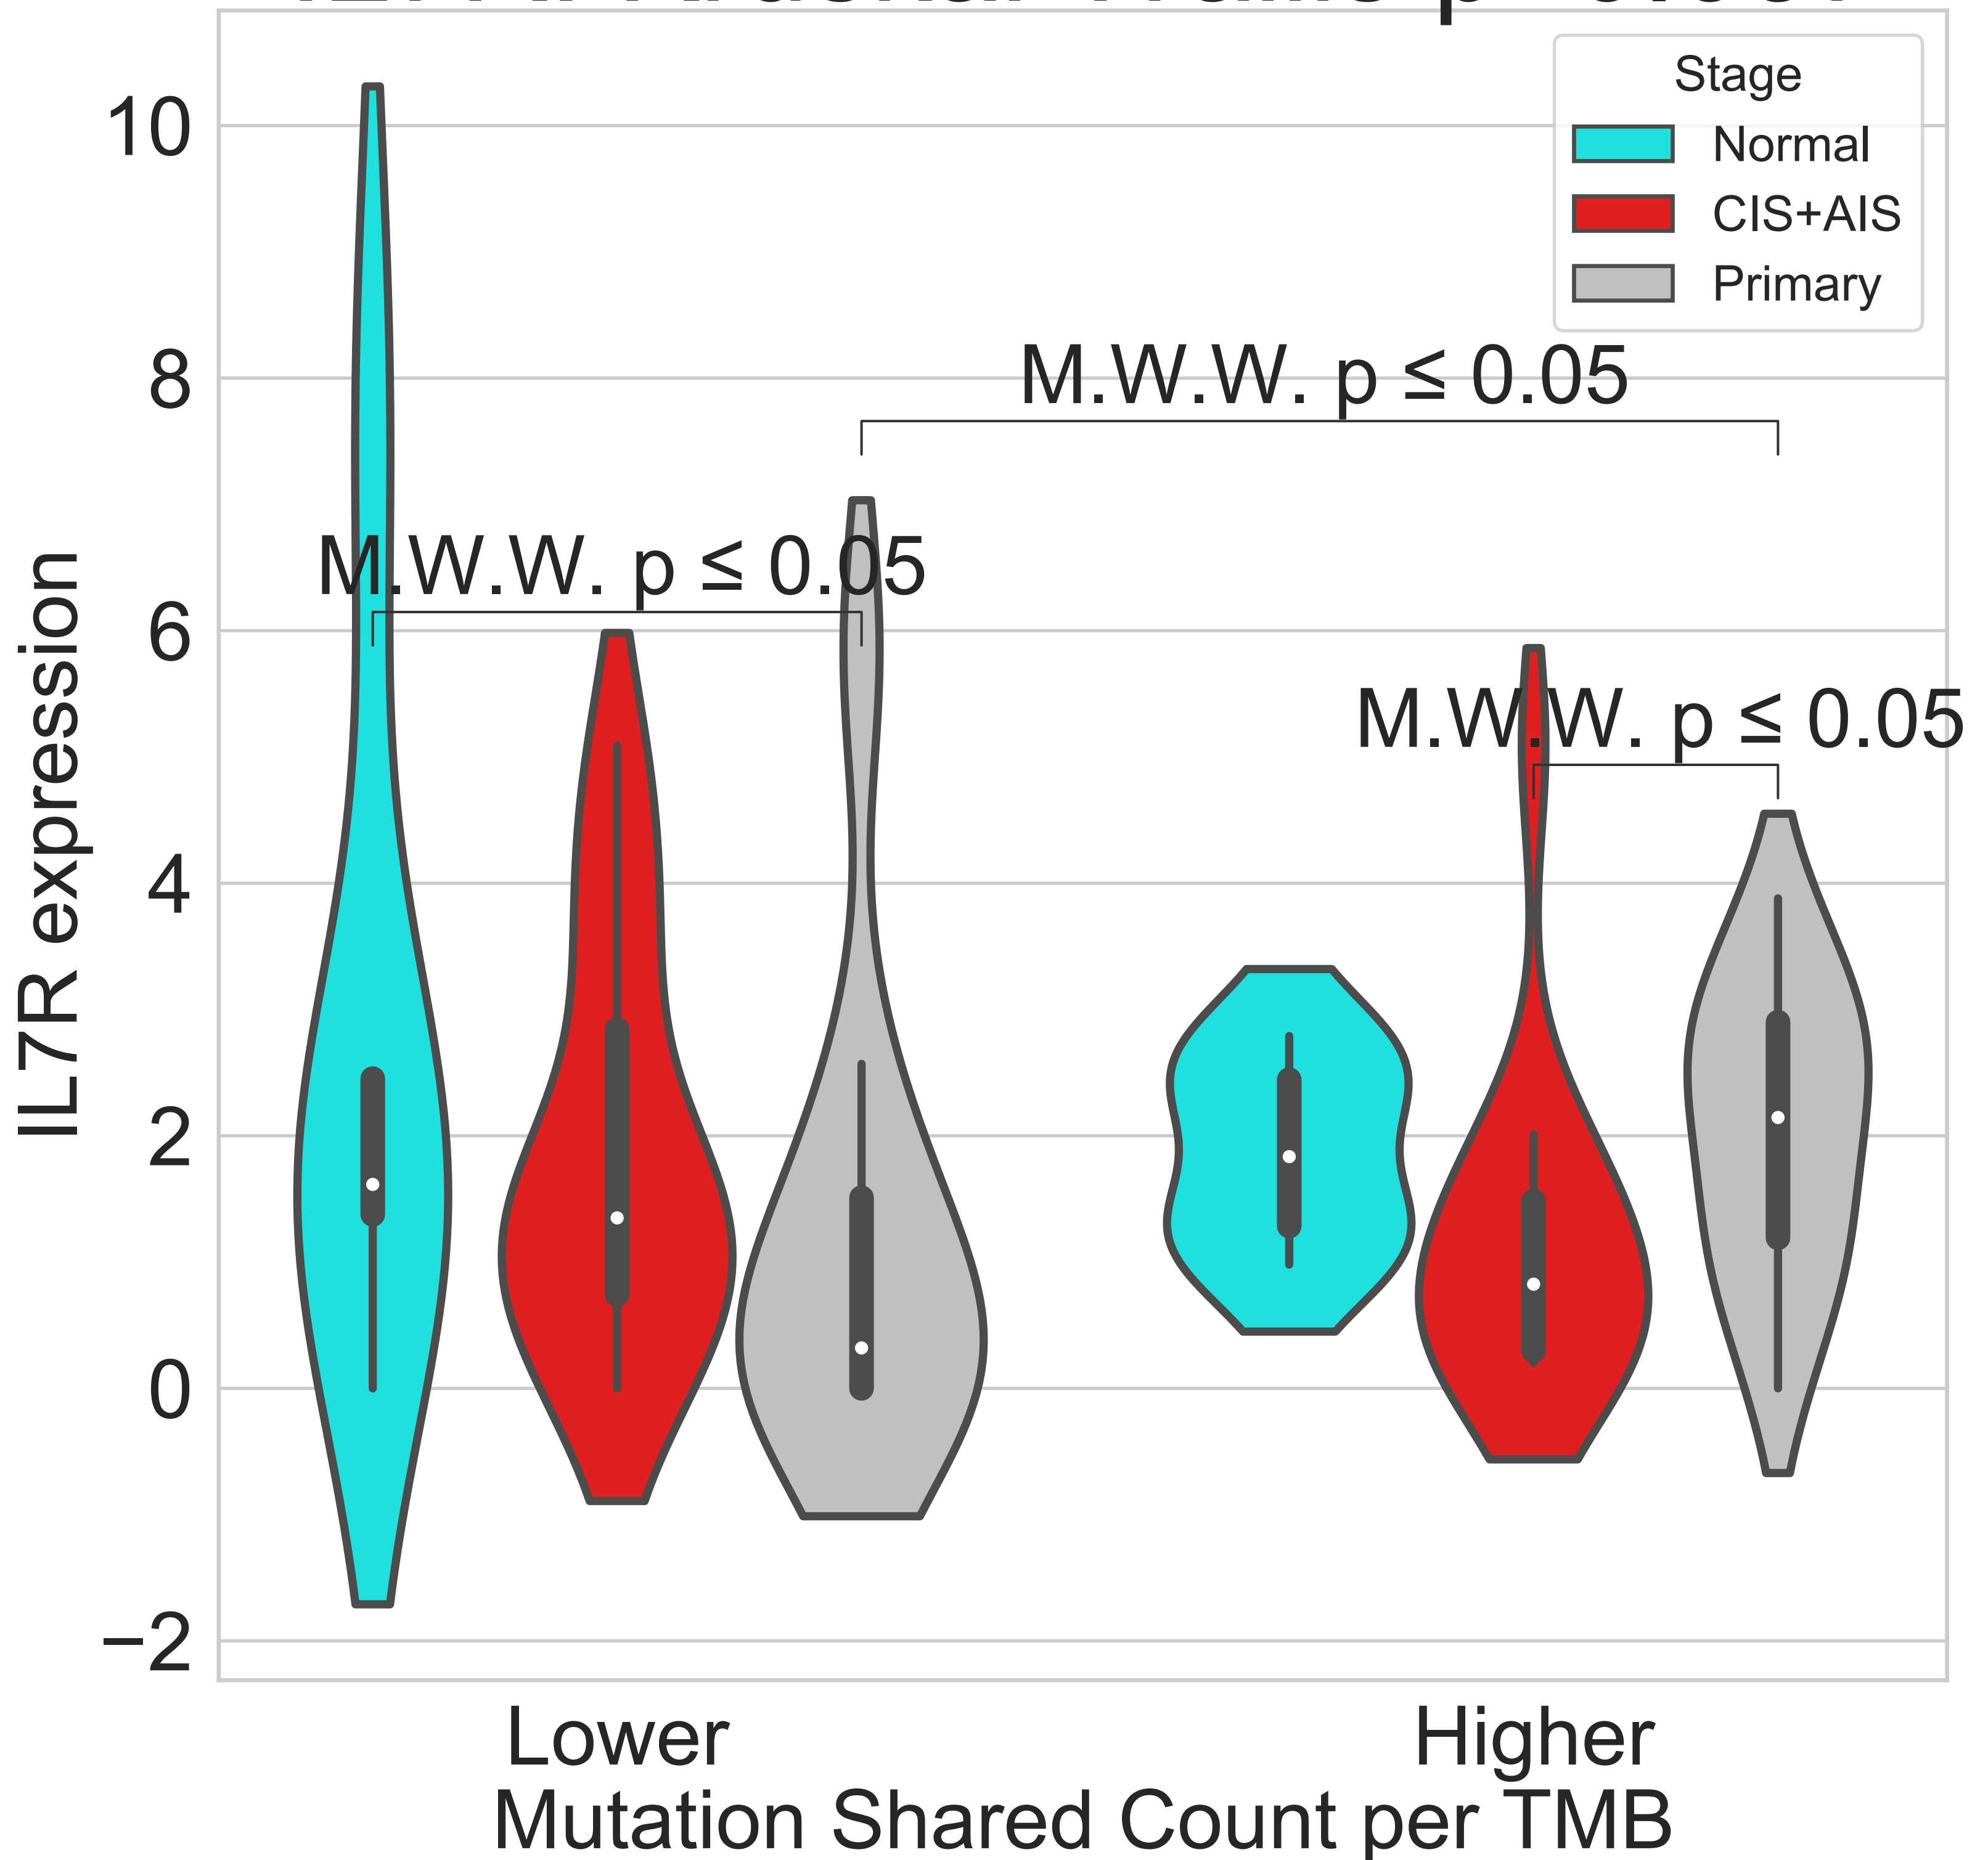 Stage
Normal
CIS+AIS
Primary
10
8
6
4
2
0
−2
IL7R expression
M.W.W. p ≤ 0.05
M.W.W. p ≤ 0.05
M.W.W. p ≤ 0.05
Lower
Higher
Mutation Shared Count per TMB